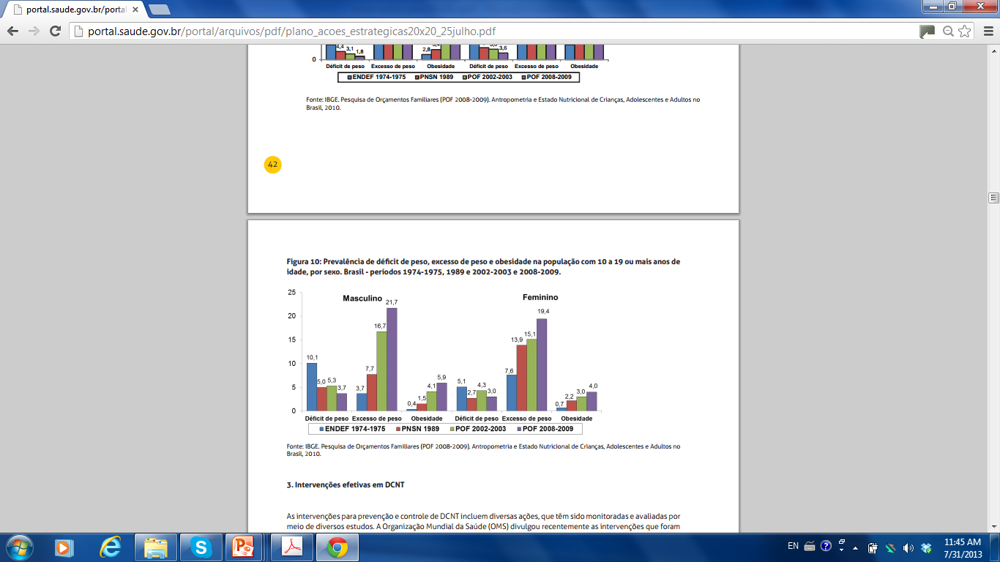 portal.saude.gov.br/portal
portal.saude.gov.br/portal/arquivos/pdf/plano_acoes_estrategicas20x20_25julho.pdf
4,4 3,1 1,8 2,8 3,6
0
Déficit de peso Excesso de peso Obesidade Déficit de peso Excesso de peso Obesidade
ENDEF 1974-1975 PNSN 1989 POF 2002-2003 POF 2008-2009
Fonte: IBGE. Pesquisa de Orçamentos Familiares (POF 2008-2009). Antropometria e Estado Nutricional de Crianças, Adolescentes e Adultos no
Brasil, 2010.
42
Figura 10: Prevalência de déficit de peso, excesso de peso e obesidade na população com 10 a 19 ou mais anos de
idade, por sexo. Brasil - períodos 1974-1975, 1989 e 2002-2003 e 2008-2009.
Masculino Feminino
25
20
15
10
5
0
10,1 5,0 5,3 3,7 3,7 7,7 16,7 21,7 0,4 1,5 4,1 5,9 5,1 2,7 4,3 3,0 7,6 13,9 15,1 19,4 0,7 2,2 3,0 4,0
Déficit de peso Excesso de peso Obesidade Déficit de peso Excesso de peso Obesidade
ENDEF 1974-1975 PNSN 1989 POF 2002-2003 POF 2008-2009
Fonte: IBGE. Pesquisa de Orçamentos Familiares (POF 2008-2009). Antropometria e Estado Nutricional de Crianças, Adolescentes e Adultos no
Brasil, 2010.
3. Intervenções efetivas em DCNT
As intervenções para prevenção e controle de DCNT incluem diversas ações, que têm sido monitoradas e avaliadas por
meio de diversos estudos. A Organização Mundial da Saúde (OMS) divulgou recentemente as intervenções que foram
EN
11:45 AM
7/31/2013